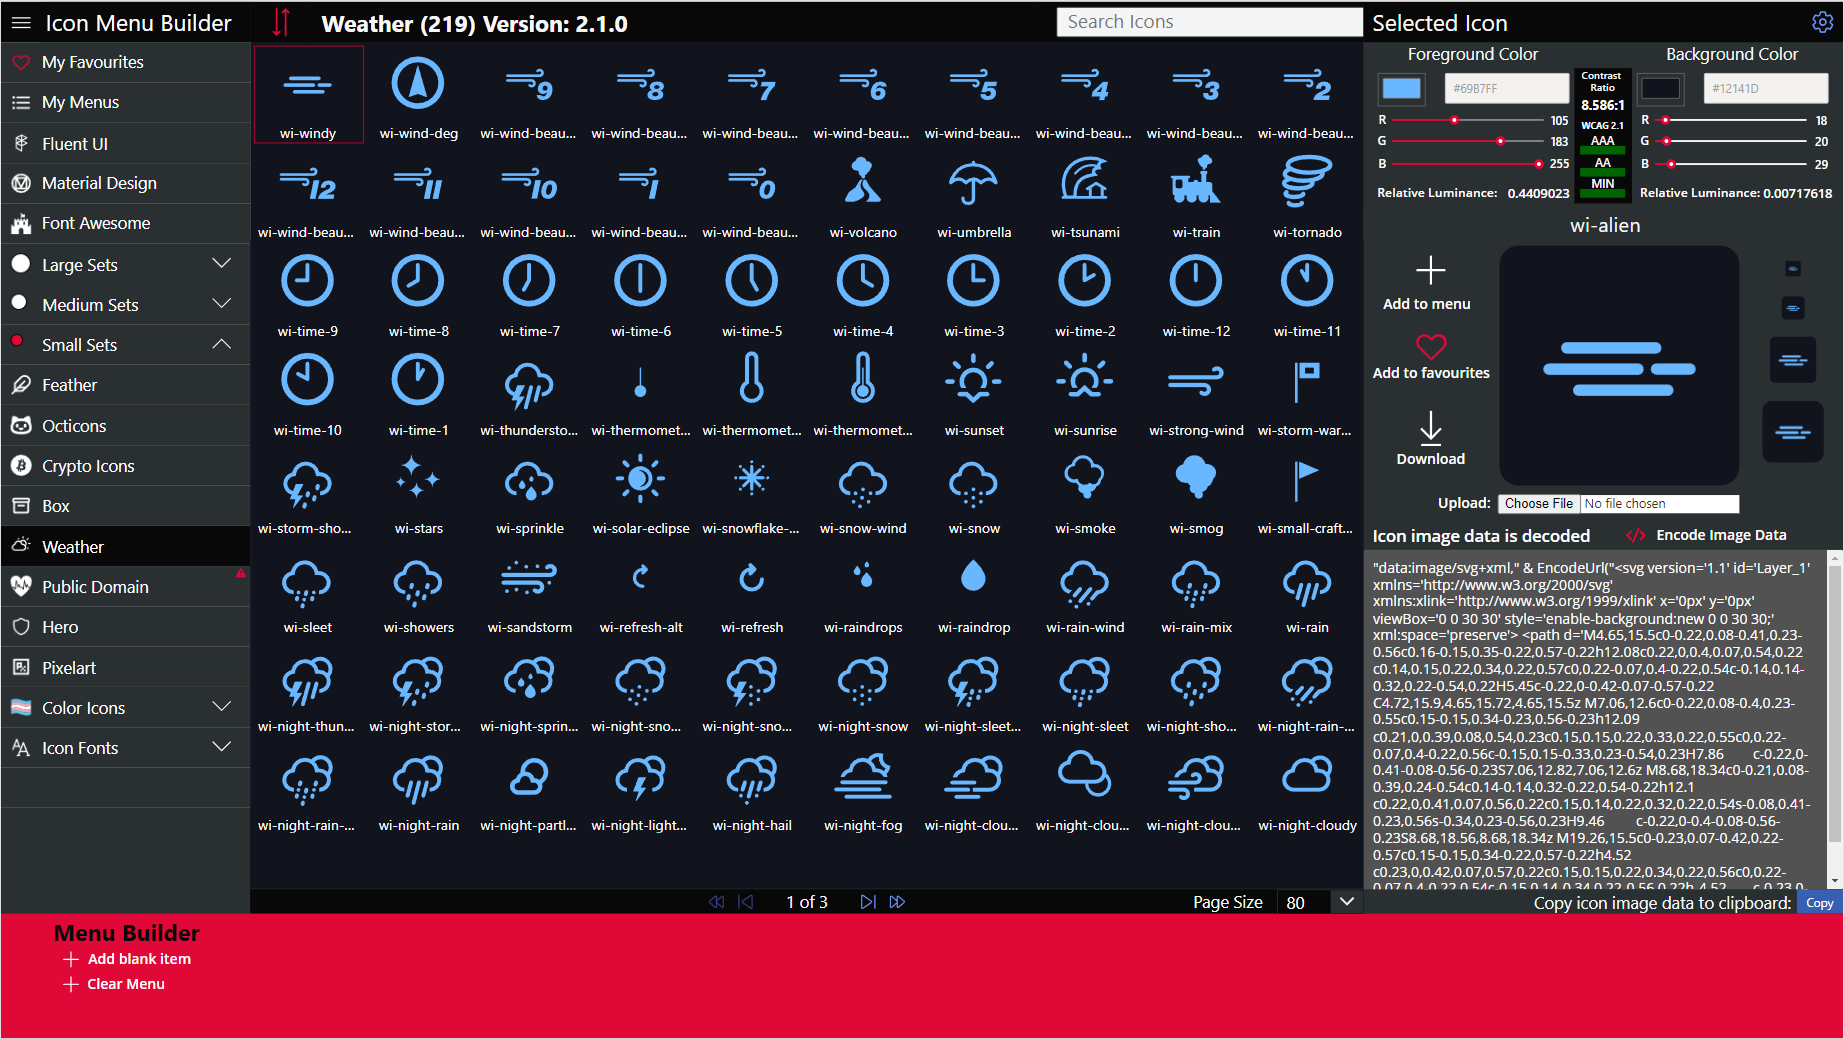 Icon Menu Builder
My Favourites
My Menus
Fluent UI
Material Design
Font Awesome
Large Sets
Medium Sets
Small Sets
Feather
Octicons
Crypto Icons
Box
Weather
Public Domain
Hero
Pixelart
Color Icons
Icon Fonts
Weather (219) Version: 2.1.0
Search Icons
wi-windy wi-wind-deg wi-wind-beau... wi-wind-beau... wi-wind-beau... wi-wind-beau... wi-wind-beau... wi-wind-beau... wi-wind-beau... wi-wind-beau...
wi-wind-beau... wi-wind-beau... wi-wind-beau... wi-wind-beau... wi-wind-beau... wi-volcano wi-umbrella wi-tsunami wi-train wi-tornado
wi-time-9 wi-time-8 wi-time-7 wi-time-6 wi-time-5 wi-time-4 wi-time-3 wi-time-2 wi-time-12 wi-time-11
wi-time-10 wi-time-1 wi-thundersto... wi-thermomet... wi-thermomet... wi-thermomet... wi-sunset wi-sunrise wi-strong-wind wi-storm-war...
wi-storm-sho... wi-stars wi-sprinkle wi-solar-eclipse wi-snowflake-... wi-snow-wind wi-snow wi-smoke wi-smog wi-small-craft...
wi-sleet wi-showers wi-sandstorm wi-refresh-alt wi-refresh wi-raindrops wi-raindrop wi-rain-wind wi-rain-mix wi-rain
wi-night-thun... wi-night-stor... wi-night-sprin... wi-night-sno... wi-night-sno... wi-night-snow wi-night-sleet... wi-night-sleet wi-night-sho... wi-night-rain-...
wi-night-rain-... wi-night-rain wi-night-partl... wi-night-light... wi-night-hail wi-night-fog wi-night-clou... wi-night-clou... wi-night-clou... wi-night-cloudy
1 of 3
Page Size 80
Selected Icon
Foreground Color
Background Color
#69B7FF
Contrast
Ratio
8.586:1
WCAG 2.1
AAA
AA
MIN
#12141D
R 105
G 183
B 255
R 18
G 20
B 29
Relative Luminance: 0.4409023
Relative Luminance: 0.00717618
wi-alien
Add to menu
Add to favourites
Download
Upload: Choose File No file chosen
Icon image data is decoded
Encode Image Data
"data:image/svg+xml," & EncodeUrl("<svg version='1.1' id='Layer_1'
xmlns='http://www.w3.org/2000/svg'
xmlns:xlink='http://www.w3.org/1999/xlink' x='0px' y='0px'
viewBox='0 0 30 30' style='enable-background:new 0 0 30 30;'
xml:space='preserve'> <path d='M4.65,15.5c0-0.22,0.08-0.41,0.23-
0.56c0.16-0.15,0.35-0.22,0.57-0.22h12.08c0.22,0,0.4,0.07,0.54,0.22
c0.14,0.15,0.22,0.34,0.22,0.57c0,0.22-0.07,0.4-0.22,0.54c-0.14,0.14-
0.32,0.22-0.54,0.22H5.45c-0.22,0-0.42-0.07-0.57-0.22
C4.72,15.9,4.65,15.72,4.65,15.5z M7.06,12.6c0-0.22,0.08-0.4,0.23-
0.55c0.15-0.15,0.34-0.23,0.56-0.23h12.09
c0.21,0,0.39,0.08,0.54,0.23c0.15,0.15,0.22,0.33,0.22,0.55c0,0.22-
0.07,0.4-0.22,0.56c-0.15,0.15-0.33,0.23-0.54,0.23H7.86 c-0.22,0-
0.41-0.08-0.56-0.23S7.06,12.82,7.06,12.6z M8.68,18.34c0-0.21,0.08-
0.39,0.24-0.54c0.14-0.14,0.32-0.22,0.54-0.22h12.1
c0.22,0,0.41,0.07,0.56,0.22c0.15,0.14,0.22,0.32,0.22,0.54s-0.08,0.41-
0.23,0.56s-0.34,0.23-0.56,0.23H9.46 c-0.22,0-0.4-0.08-0.56-
0.23S8.68,18.56,8.68,18.34z M19.26,15.5c0-0.23,0.07-0.42,0.22-
0.57c0.15-0.15,0.34-0.22,0.57-0.22h4.52
c0.23,0,0.42,0.07,0.57,0.22c0.15,0.15,0.22,0.34,0.22,0.56c0,0.22-
0.07,0.4-0.22,0.54c-0.15,0.14-0.34,0.22-0.56,0.22h-4.52 c-0.23,0-
Copy icon image data to clipboard: Copy
Menu Builder
Add blank item
Clear Menu